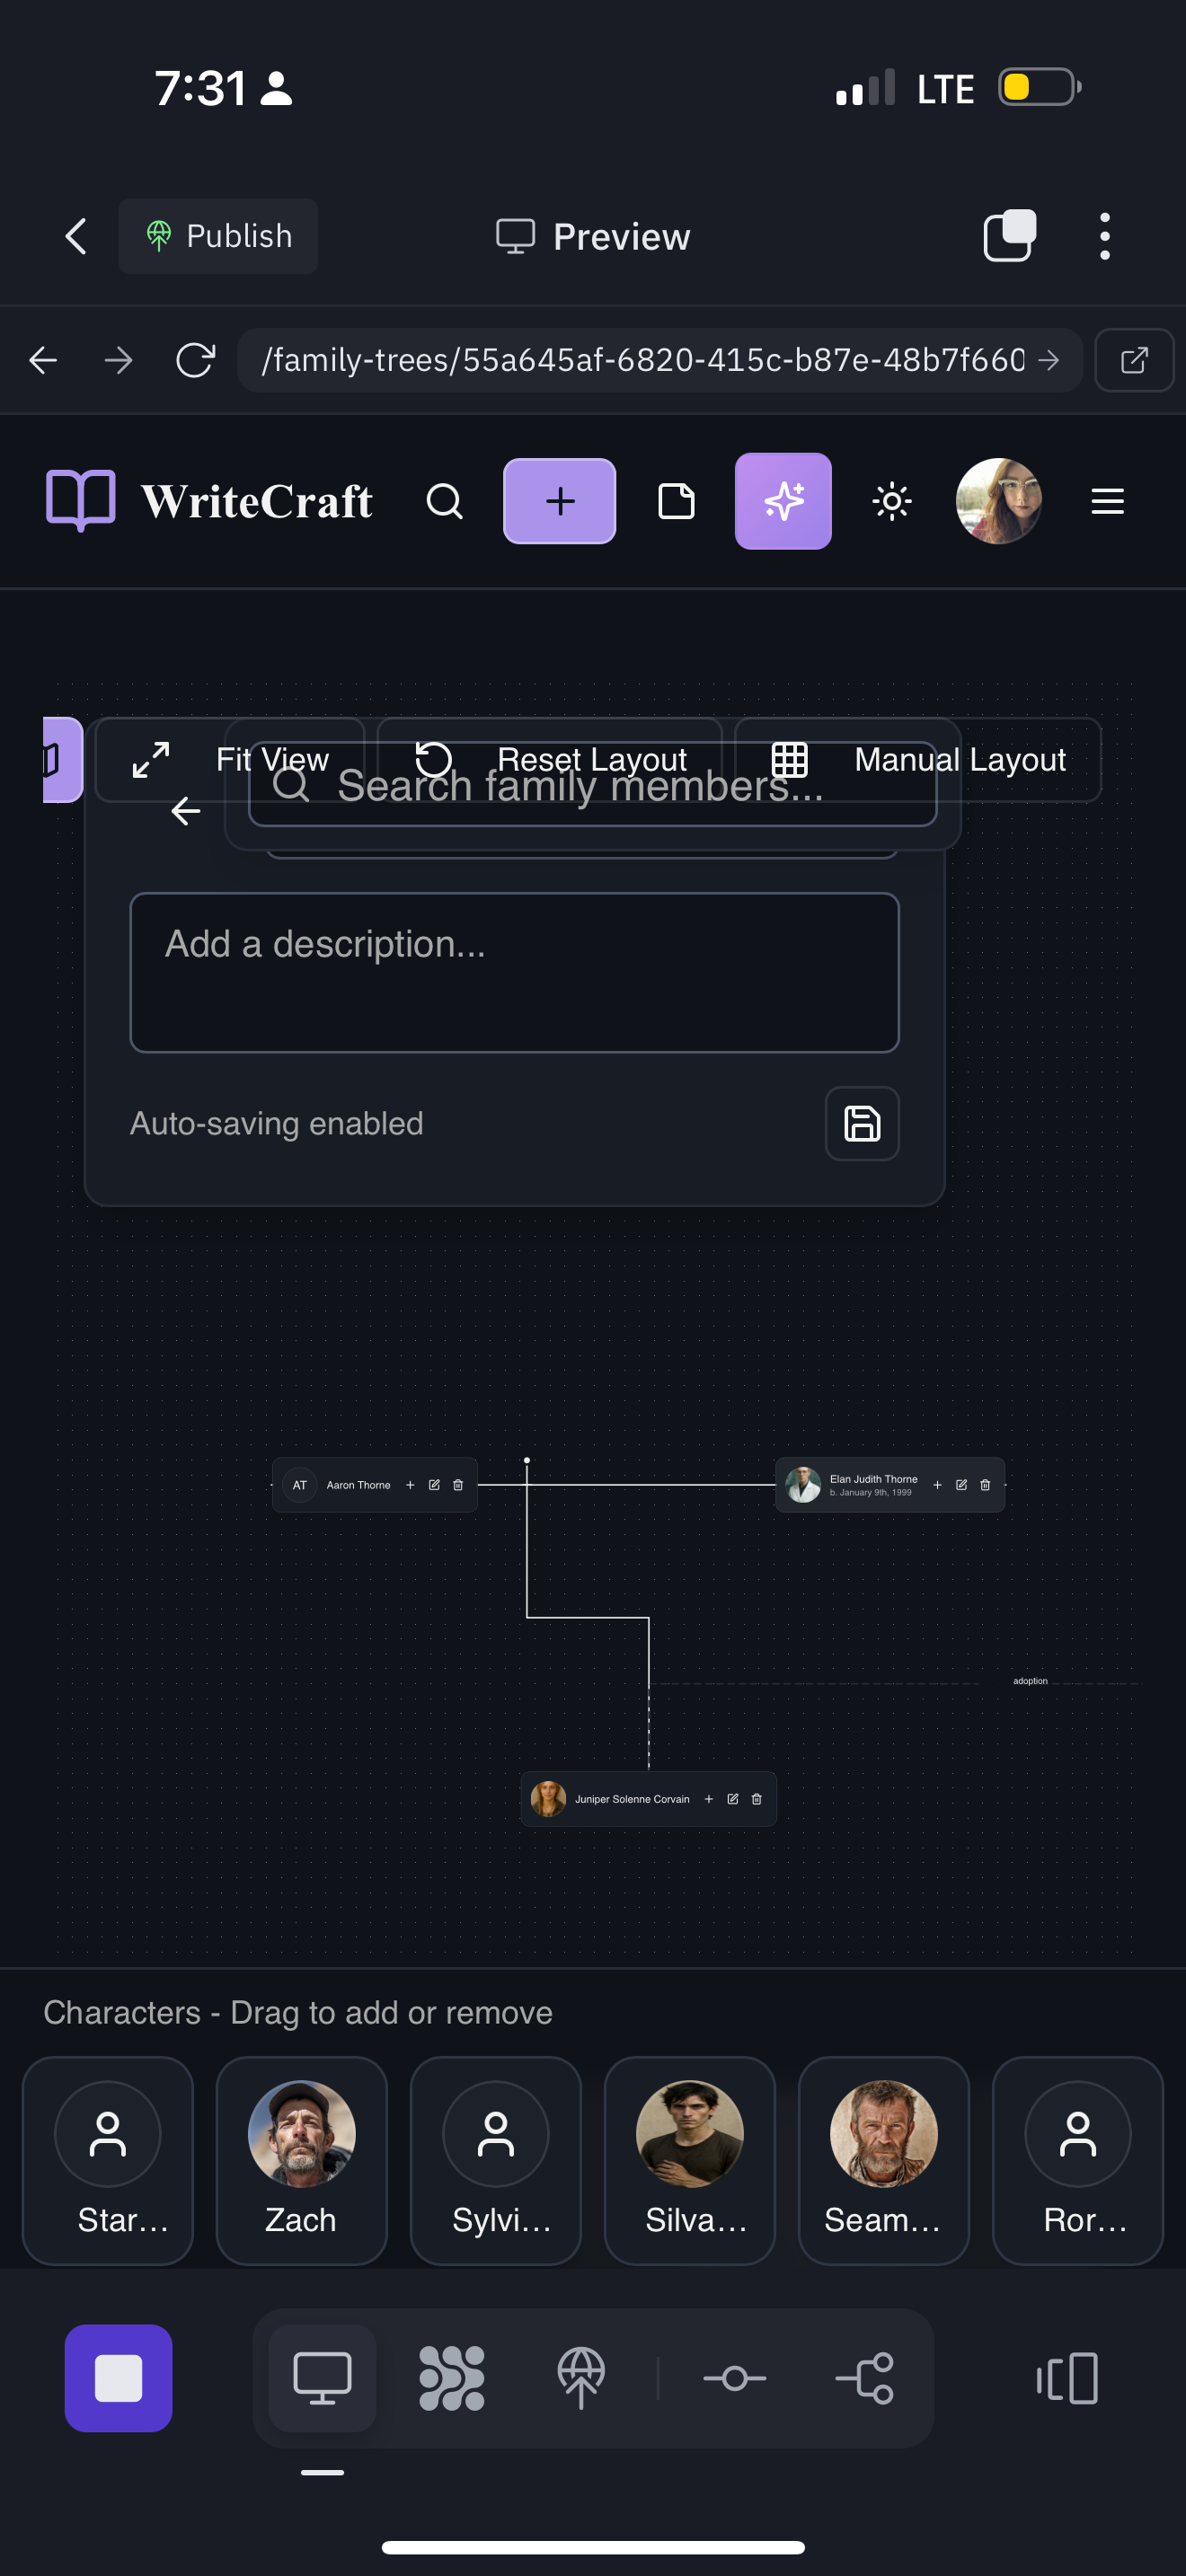 7:31
LTE
Publish
Preview
/family-trees/55a645af-6820-415c-b87e-48b7f660
WriteCraft
Fit View
Reset Layout
Manual Layout
Search family members...
Add a description...
Auto-saving enabled
AT
Aaron Thorne
Elan Judith Thorne
b. January 9th, 1999
adoption
Juniper Solenne Corvain
Characters - Drag to add or remove
Star...
Zach
Sylvi...
Silva...
Seam...
Ror...